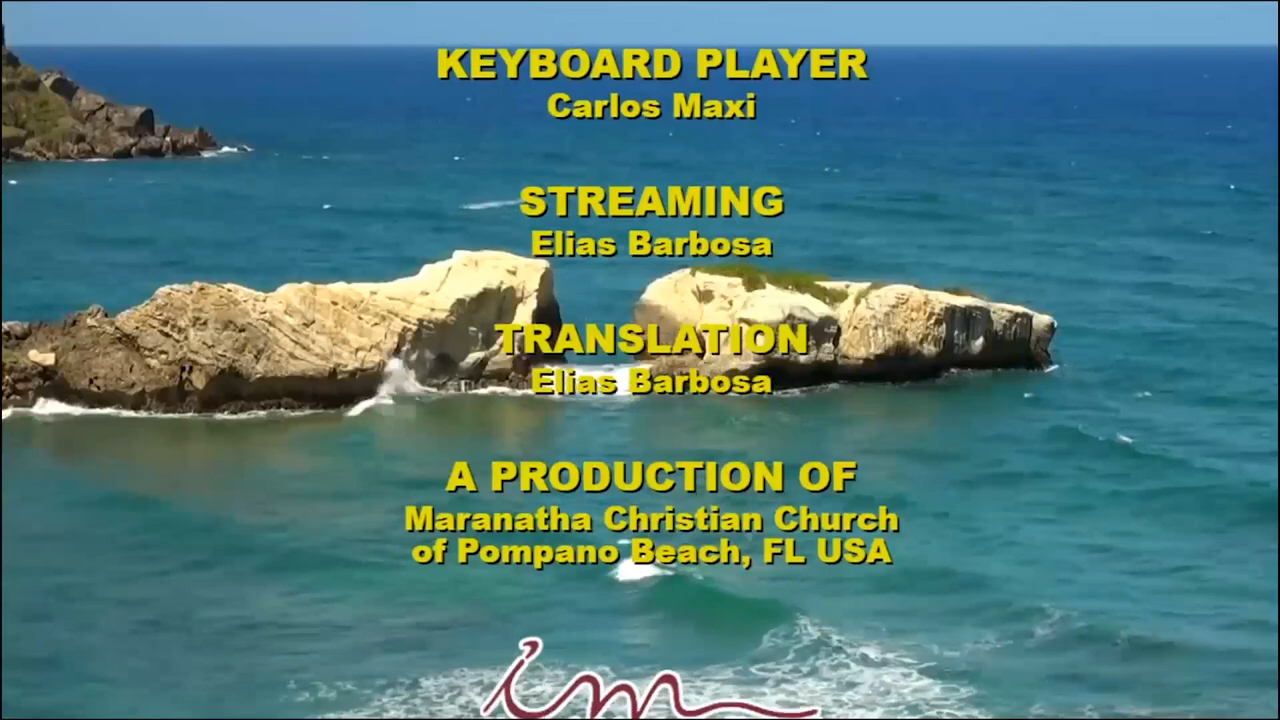 KEYBOARD PLAYER
Carlos Maxi
STREAMING
Elias Barbosa
TRANSLATION
Elias Barbosa
A PRODUCTION OF
Maranatha Christian Church
of Pompano Beach, FL USA
im